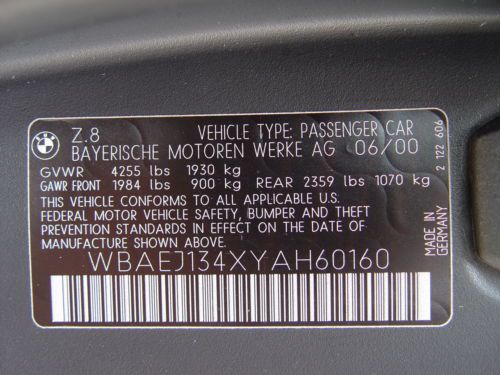 BMW
Z.8 VEHICLE TYPE: PASSENGER CAR
BAYERISCHE MOTOREN WERKE AG 06/00
GVWR 4255 lbs 1930 kg
GAWR FRONT 1984 lbs 900 kg REAR 2359 lbs 1070 kg
THIS VEHICLE CONFORMS TO ALL APPLICABLE U.S.
FEDERAL MOTOR VEHICLE SAFETY, BUMPER AND THEFT
PREVENTION STANDARDS IN EFFECT ON THE DATE OF
MANUFACTURE SHOWN ABOVE.
WBAEJ134XYAH60160
2 122 606
MADE IN
GERMANY